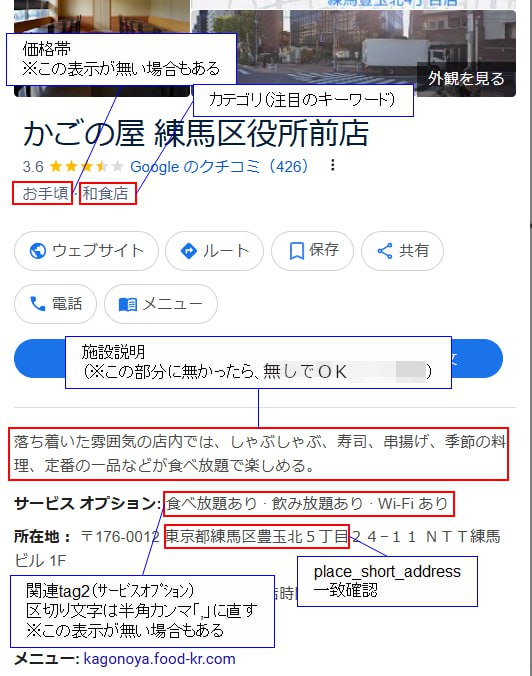 練馬豊玉北4丁目店
価格帯
※この表示が無い場合もある
外観を見る
カテゴリ（注目のキーワード）
かごの屋 練馬区役所前店
3.6 Google のクチコミ（426）
お手頃・和食店
ウェブサイト ルート 保存 共有
電話 メニュー
施設説明
（※この部分に無かったら、無しでＯＫ ）
落ち着いた雰囲気の店内では、しゃぶしゃぶ、寿司、串揚げ、季節の料
理、定番の一品などが食べ放題で楽しめる。
サービス オプション: 食べ放題あり · 飲み放題あり · Wi-Fi あり
所在地： 〒176-0012 東京都練馬区豊玉北５丁目２４−１１ ＮＴＴ練馬
ビル 1F
place_short_address
一致確認
関連tag2（サービスオプション）
区切り文字は半角カンマ「,」に直す
※この表示が無い場合もある
メニュー: kagonoya.food-kr.com